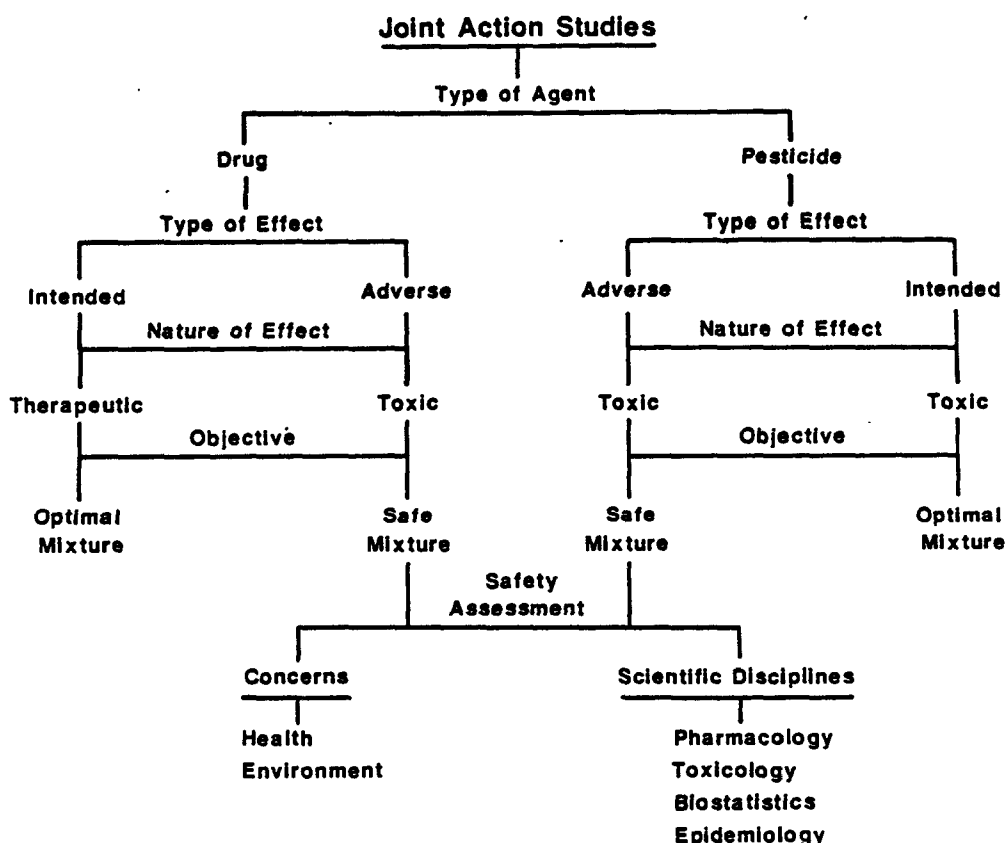 Joint Action Studies
Type of Agent
Drug
Pesticide
Type of Effect
Type of Effect
Intended
Adverse
Adverse
Intended
Nature of Effect
Nature of Effect
Therapeutic
Toxic
Toxic
Toxic
Objective
Objective
Optimal
Mixture
Safe
Mixture
Safe
Mixture
Optimal
Mixture
Safety
Assessment
Concerns
Scientific Disciplines
Health
Environment
Pharmacology
Toxicology
Biostatistics
Epidemiology